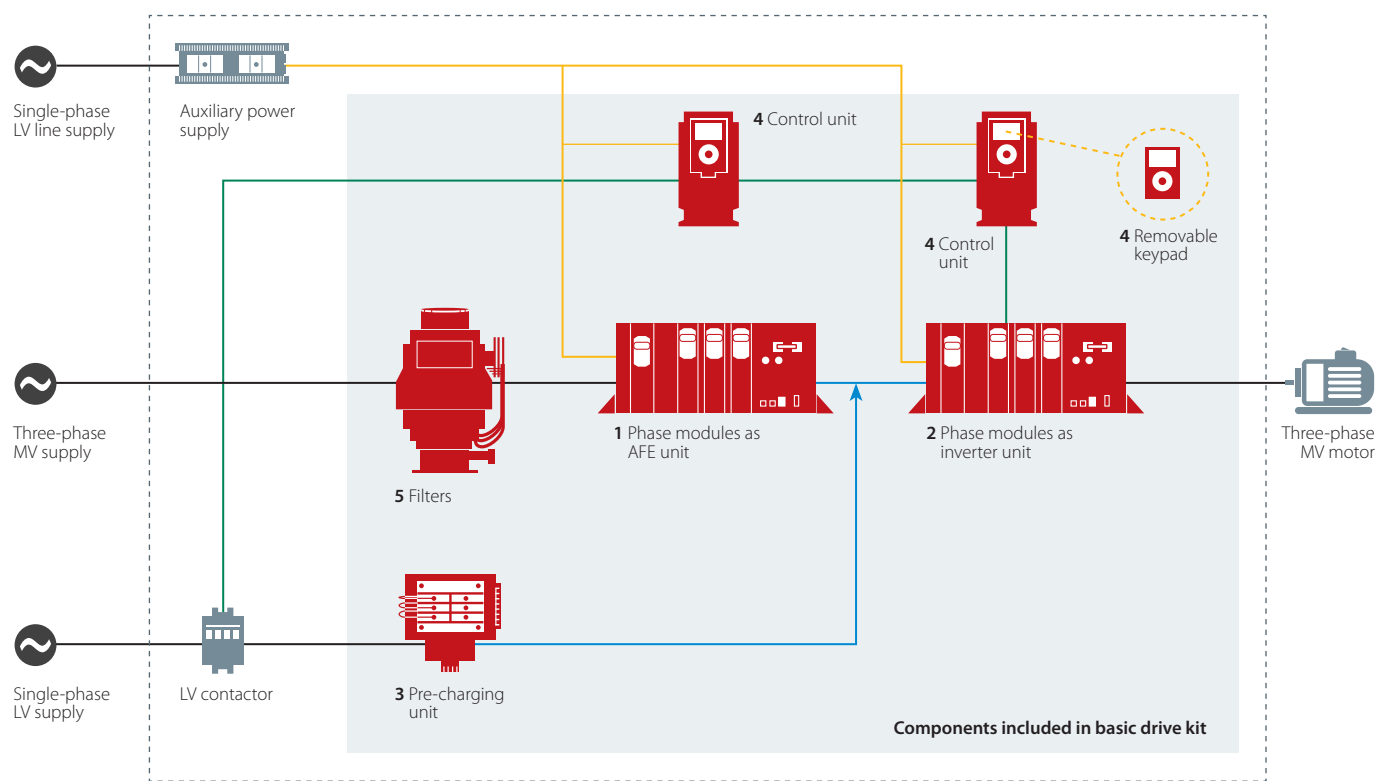 Single-phase
LV line supply
Auxiliary power
supply
4 Control unit
4 Control
unit
4 Removable
keypad
Three-phase
MV supply
5 Filters
1 Phase modules as
AFE unit
2 Phase modules as
inverter unit
Three-phase
MV motor
Single-phase
LV supply
LV contactor
3 Pre-charging
unit
Components included in basic drive kit